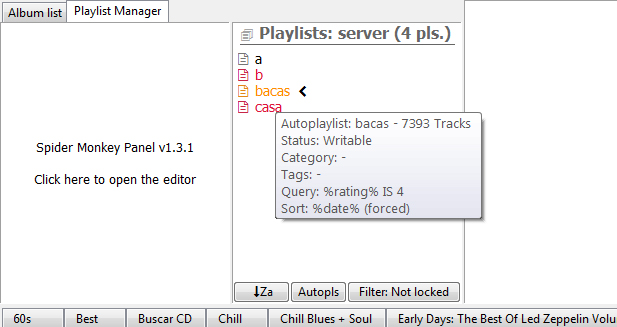 Album list
Playlist Manager
Playlists: server (4 pls.)
a
b
bacas
casa
Autoplaylist: bacas - 7393 Tracks
Status: Writable
Category: -
Tags: -
Query: %rating% IS 4
Sort: %date% (forced)
Spider Monkey Panel v1.3.1
Click here to open the editor
Za
Autopls
Filter: Not locked
60s
Best
Buscar CD
Chill
Chill Blues + Soul
Early Days: The Best Of Led Zeppelin Volu